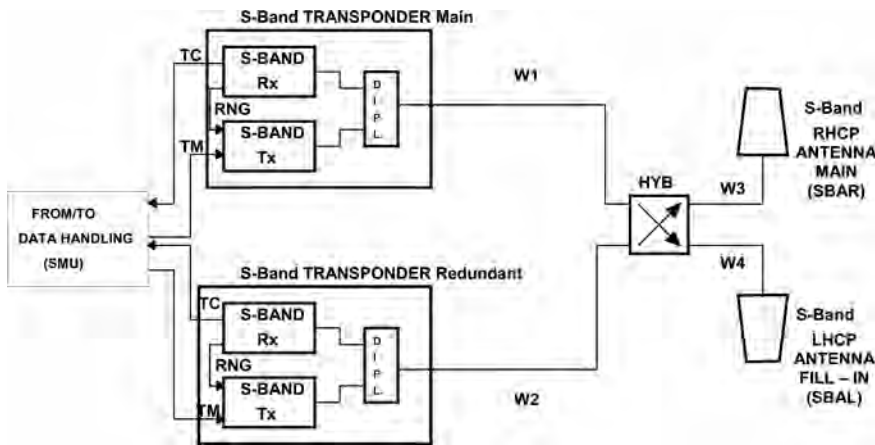 S-Band TRANSPONDER Main
TC
S-BAND
Rx
RNG
TM
S-BAND
Tx
D
I
P
L
W1
FROM/TO
DATA HANDLING
(SMU)
HYB
W3
W4
S-Band
RHCP
ANTENNA
MAIN
(SBAR)
S-Band TRANSPONDER Redundant
TC
S-BAND
Rx
RNG
TM
S-BAND
Tx
D
I
P
L
W2
S-Band
LHCP
ANTENNA
FILL – IN
(SBAL)